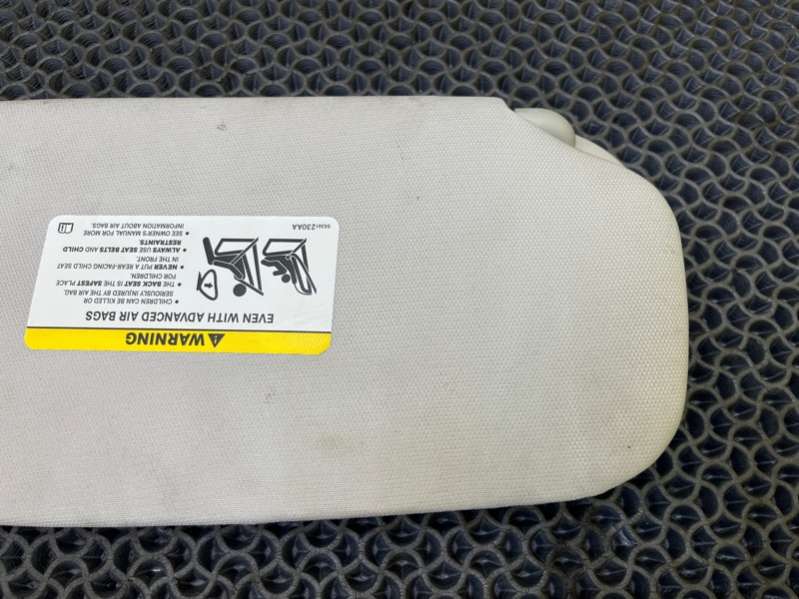 ⚠ WARNING
EVEN WITH ADVANCED AIR BAGS
• CHILDREN CAN BE KILLED OR
SERIOUSLY INJURED BY THE AIR BAG.
• THE BACK SEAT IS THE SAFEST PLACE
FOR CHILDREN.
• NEVER PUT A REAR-FACING CHILD SEAT
IN THE FRONT.
• ALWAYS USE SEAT BELTS AND CHILD
RESTRAINTS.
• SEE OWNER'S MANUAL FOR MORE
INFORMATION ABOUT AIR BAGS.
230AA